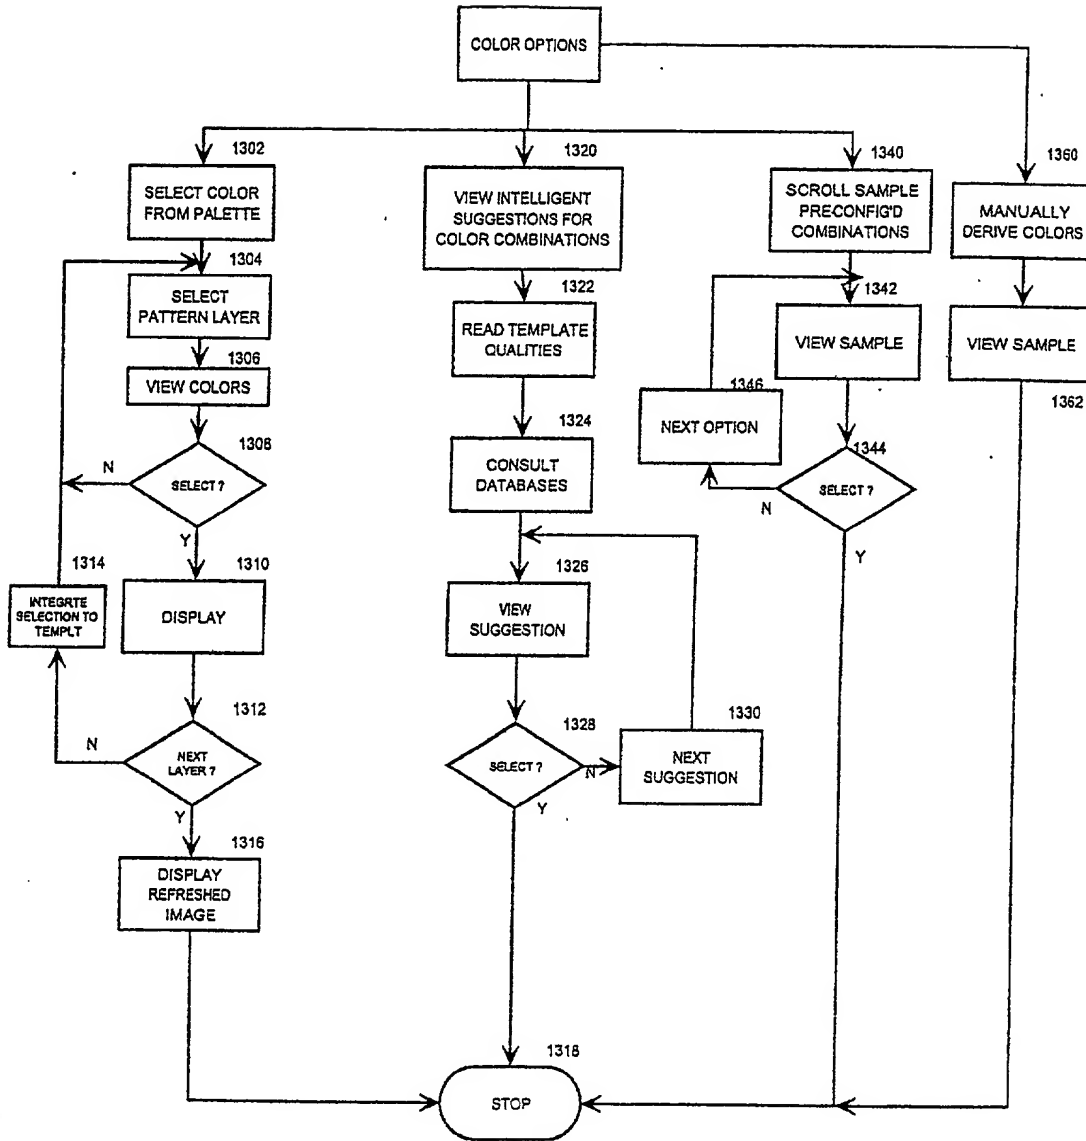 COLOR OPTIONS
1302
SELECT COLOR
FROM PALETTE
1304
SELECT
PATTERN LAYER
1306
VIEW COLORS
1308
SELECT ?
N
Y
1314
INTEGRTE
SELECTION TO
TEMPLT
1310
DISPLAY
1312
NEXT
LAYER ?
N
Y
1316
DISPLAY
REFRESHED
IMAGE
1320
VIEW INTELLIGENT
SUGGESTIONS FOR
COLOR COMBINATIONS
1322
READ TEMPLATE
QUALITIES
1324
CONSULT
DATABASES
1326
VIEW
SUGGESTION
1328
SELECT ?
N
Y
1330
NEXT
SUGGESTION
1340
SCROLL SAMPLE
PRE-CONFIG'D
COMBINATIONS
1342
VIEW SAMPLE
1346
NEXT OPTION
1344
SELECT ?
N
Y
1360
MANUALLY
DERIVE COLORS
VIEW SAMPLE
1362
1318
STOP